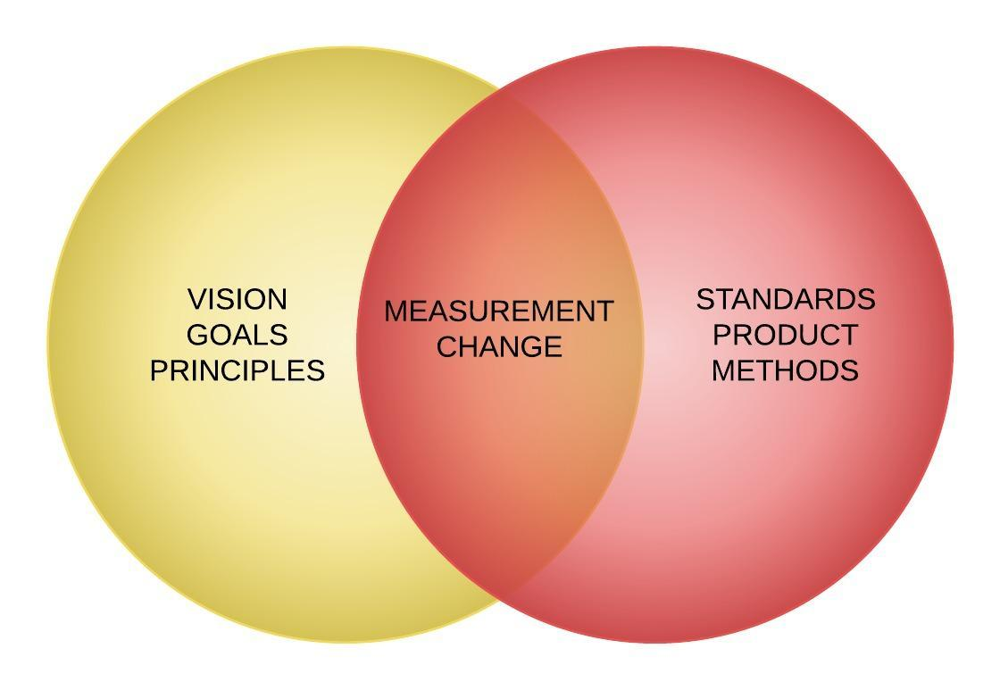 VISION
GOALS
PRINCIPLES
MEASUREMENT
CHANGE
STANDARDS
PRODUCT
METHODS